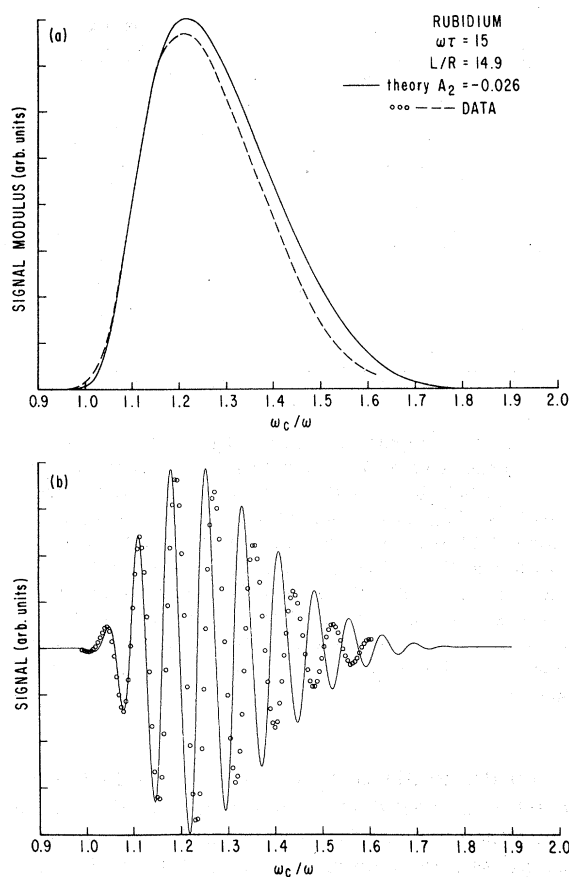 (a)
RUBIDIUM
ωτ = 15
L/R = 14.9
theory A₂ = −0.026
DATA
SIGNAL MODULUS (arb. units)
0.9 1.0 1.1 1.2 1.3 1.4 1.5 1.6 1.7 1.8 1.9 2.0
ω_C/ω
(b)
SIGNAL (arb. units)
0.9 1.0 1.1 1.2 1.3 1.4 1.5 1.6 1.7 1.8 1.9 2.0
ω_C/ω